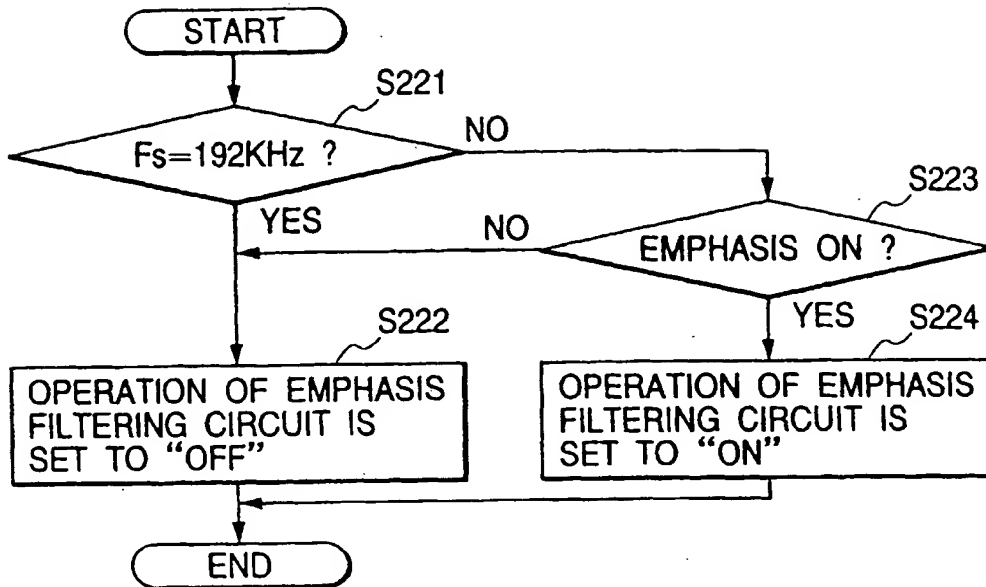 START
S221
Fs=192KHz ?
NO
YES
S223
EMPHASIS ON ?
NO
YES
S222
OPERATION OF EMPHASIS
FILTERING CIRCUIT IS
SET TO “OFF”
S224
OPERATION OF EMPHASIS
FILTERING CIRCUIT IS
SET TO “ON”
END